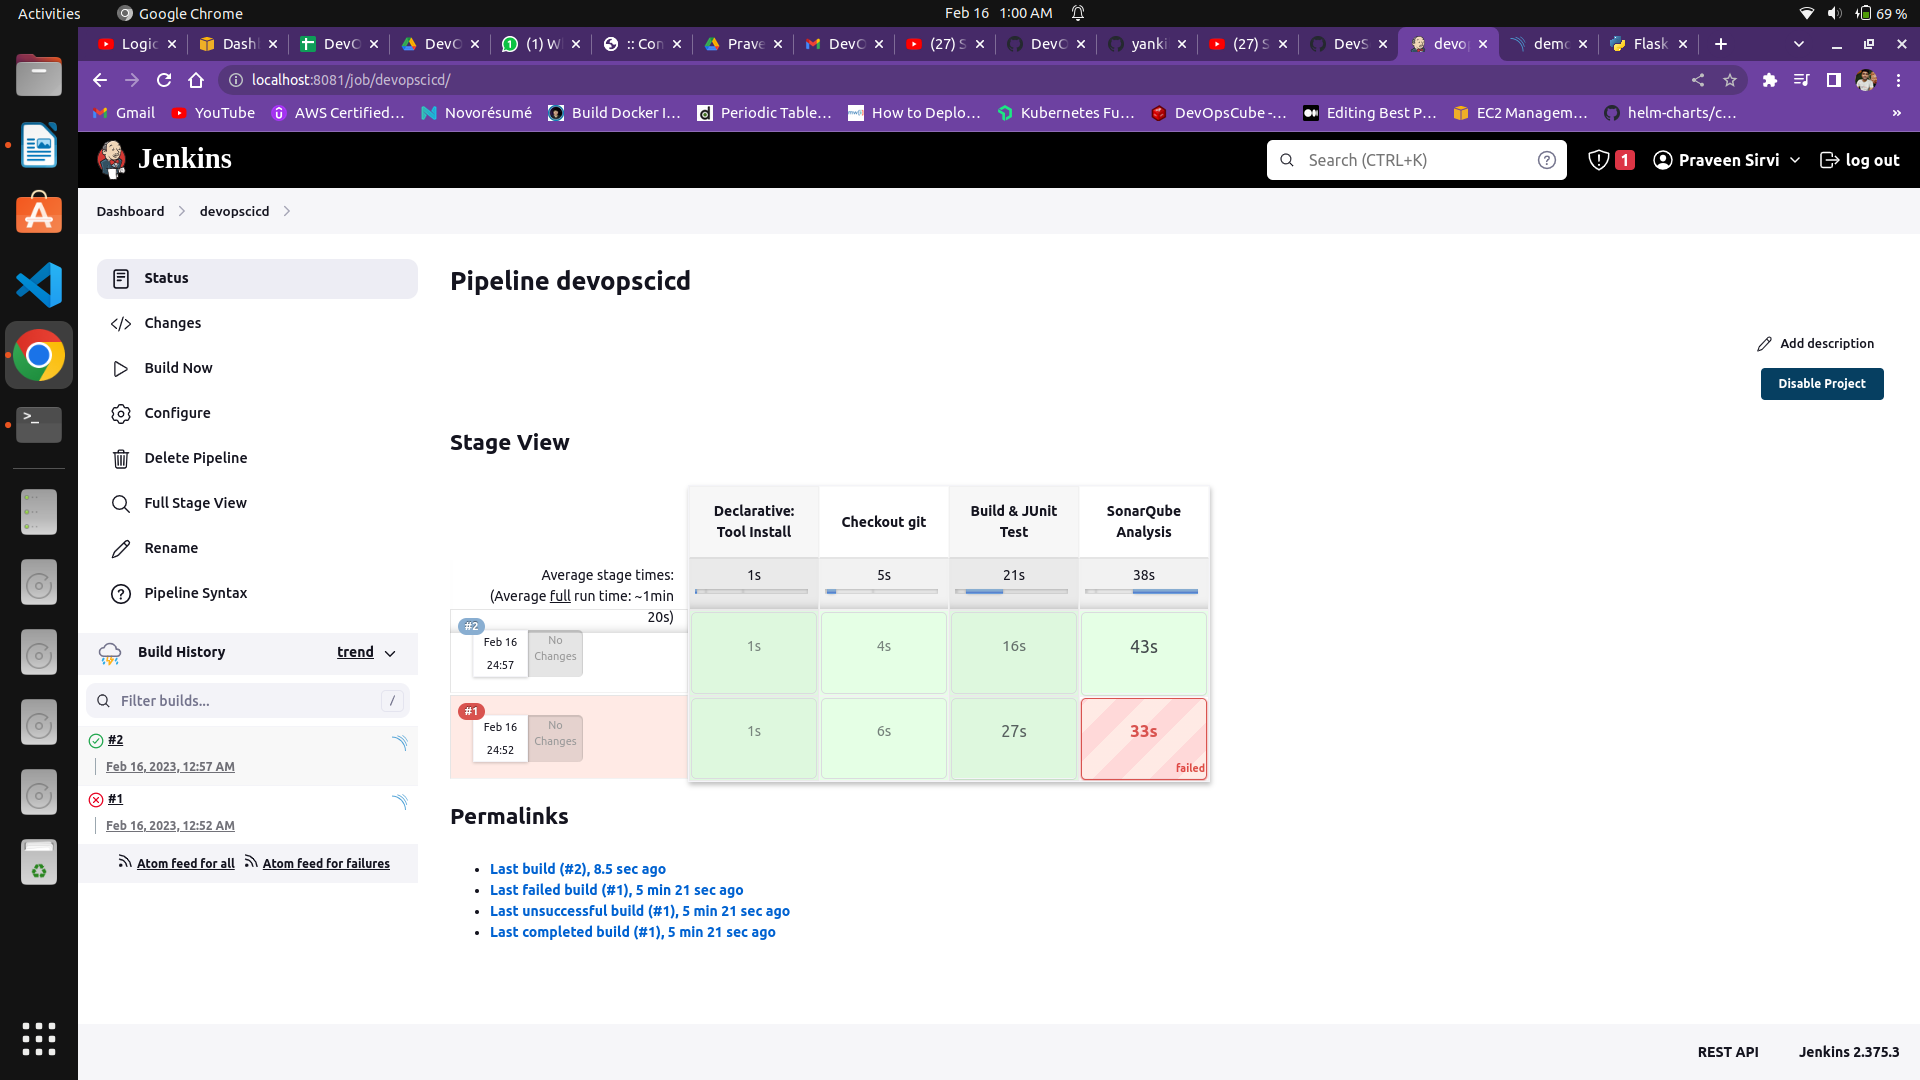 Activities
Google Chrome
Feb 16 1:00 AM
69 %
Logic
Dash
DevO
DevO
(1) W
:: Con
Prave
DevO
(27) S
DevO
yanki
(27) S
DevS
devop
demo
Flask
localhost:8081/job/devopscicd/
Gmail
YouTube
AWS Certified…
Novorésumé
Build Docker I…
Periodic Table…
How to Deplo…
Kubernetes Fu…
DevOpsCube -…
Editing Best P…
EC2 Managem…
helm-charts/c…
»
Jenkins
Search (CTRL+K)
1
Praveen Sirvi
log out
Dashboard
devopscicd
Status
Changes
Build Now
Configure
Delete Pipeline
Full Stage View
Rename
Pipeline Syntax
Build History
trend
Filter builds...
/
#2
Feb 16, 2023, 12:57 AM
#1
Feb 16, 2023, 12:52 AM
Atom feed for all
Atom feed for failures
Pipeline devopscicd
Add description
Disable Project
Stage View
Declarative:
Tool Install
Checkout git
Build & JUnit
Test
SonarQube
Analysis
Average stage times:
(Average full run time: ~1min
20s)
1s
5s
21s
38s
#2
Feb 16
24:57
No
Changes
1s
4s
16s
43s
#1
Feb 16
24:52
No
Changes
1s
6s
27s
33s
failed
Permalinks
Last build (#2), 8.5 sec ago
Last failed build (#1), 5 min 21 sec ago
Last unsuccessful build (#1), 5 min 21 sec ago
Last completed build (#1), 5 min 21 sec ago
REST API
Jenkins 2.375.3